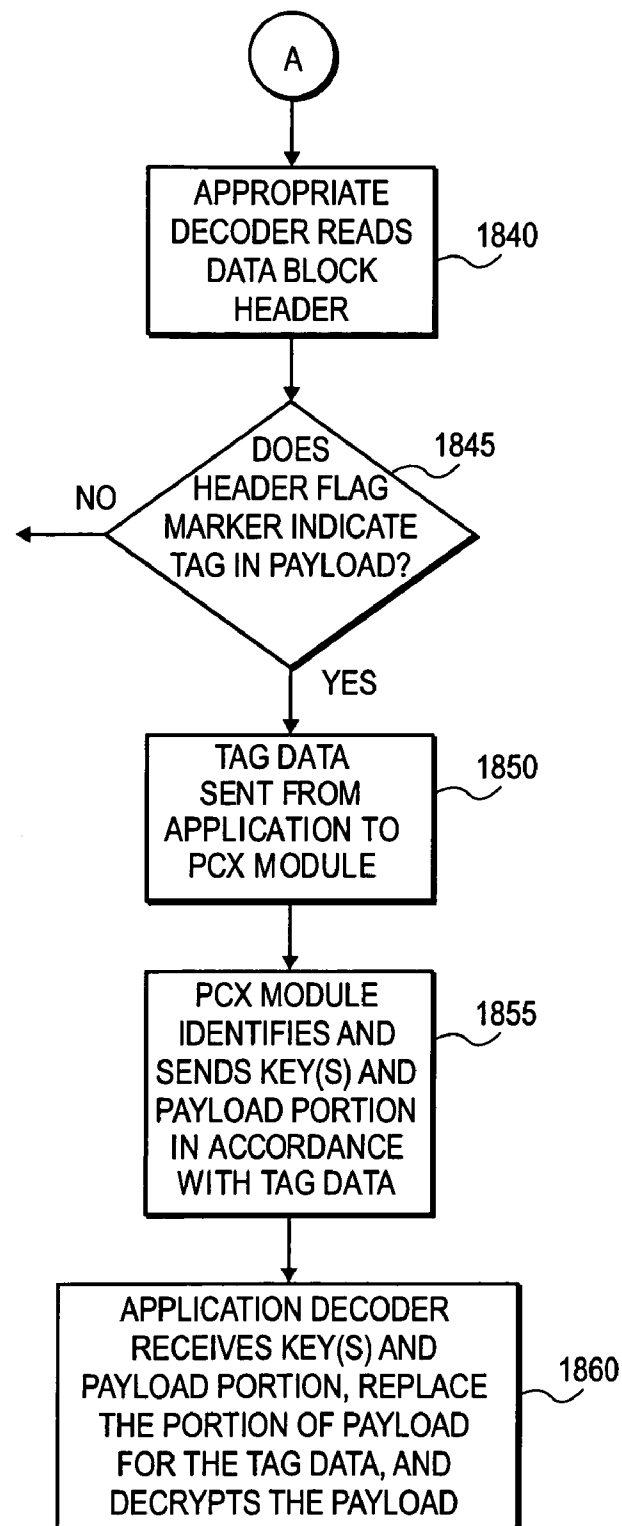 A
APPROPRIATE
DECODER READS
DATA BLOCK
HEADER
1840
DOES
HEADER FLAG
MARKER INDICATE
TAG IN PAYLOAD?
1845
NO
YES
TAG DATA
SENT FROM
APPLICATION TO
PCX MODULE
1850
PCX MODULE
IDENTIFIES AND
SENDS KEY(S) AND
PAYLOAD PORTION
IN ACCORDANCE
WITH TAG DATA
1855
APPLICATION DECODER
RECEIVES KEY(S) AND
PAYLOAD PORTION, REPLACE
THE PORTION OF PAYLOAD
FOR THE TAG DATA, AND
DECRYPTS THE PAYLOAD
1860